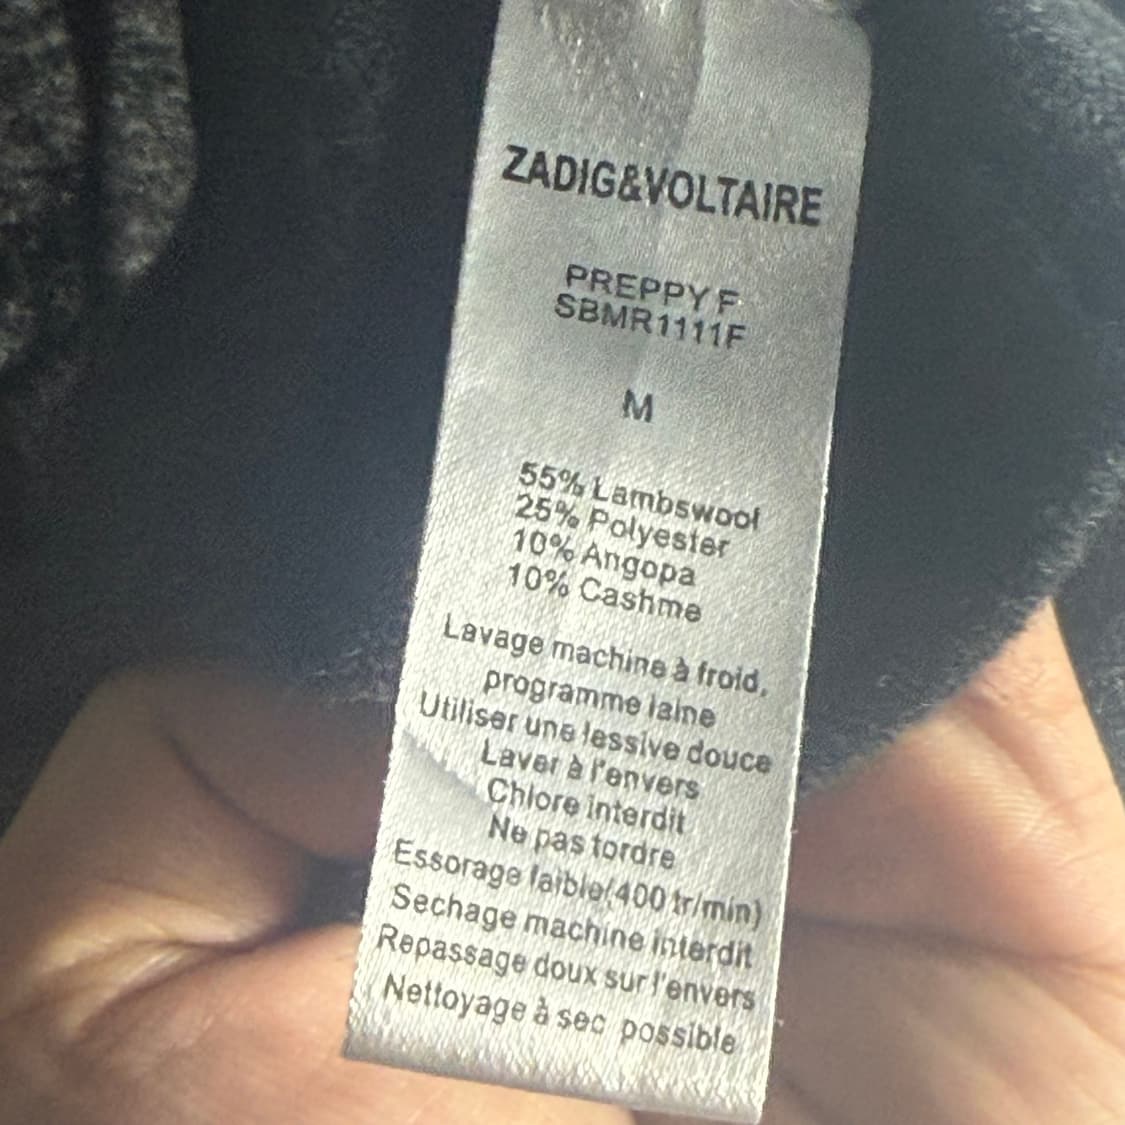 ZADIG&VOLTAIRE
PREPPY F
SBMR1111F
M
55% Lambswool
25% Polyester
10% Angopa
10% Cashme
Lavage machine à froid,
programme laine
Utiliser une lessive douce
Laver à l'envers
Chlore interdit
Ne pas tordre
Essorage faible(400 tr/min)
Sechage machine interdit
Repassage doux sur l'envers
Nettoyage à sec possible